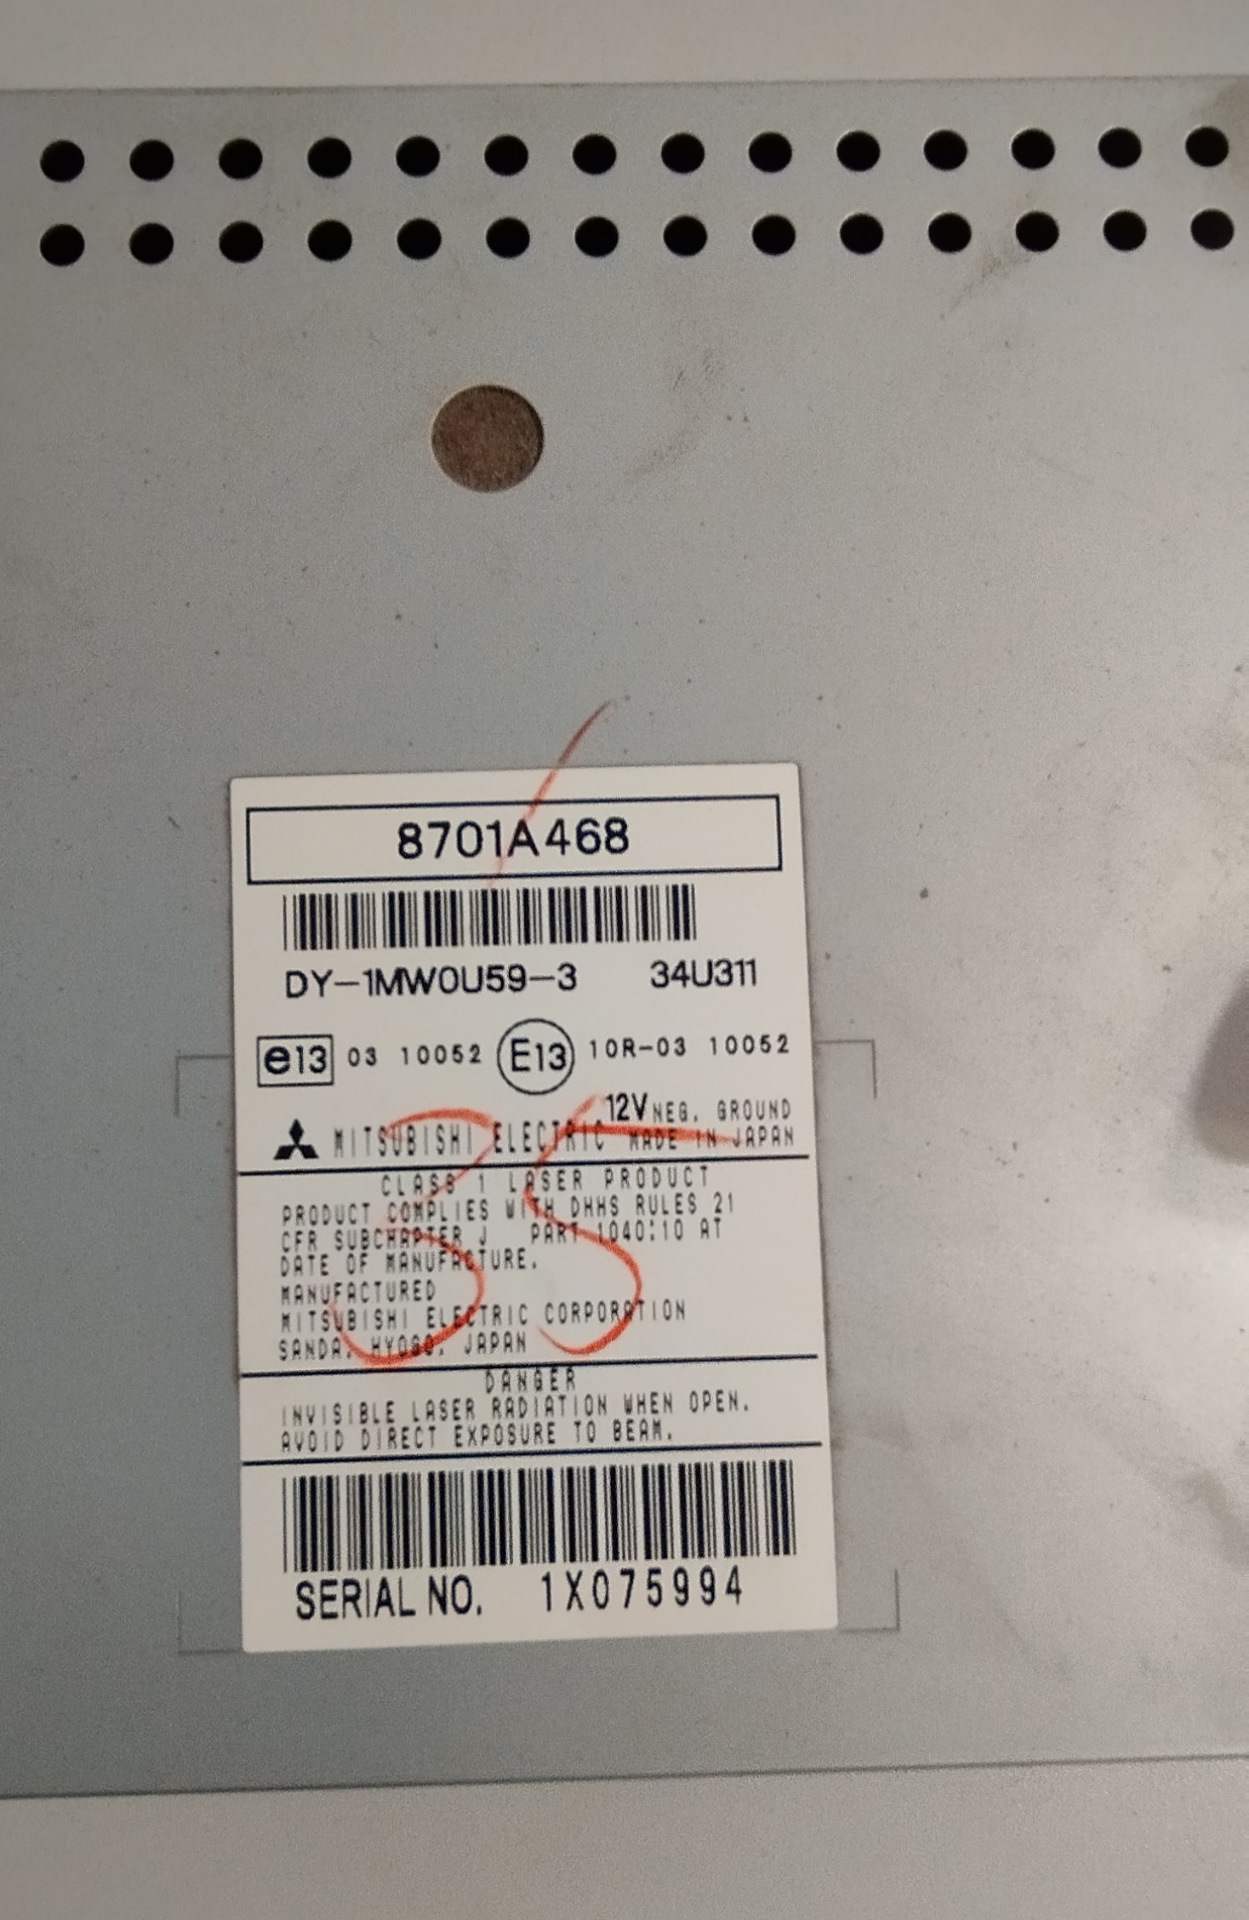 8701A468
DY-1MW0U59-3 34U311
e13 03 10052 E13 10R-03 10052
12V NEG. GROUND
MITSUBISHI ELECTRIC MADE IN JAPAN
CLASS 1 LASER PRODUCT
PRODUCT COMPLIES WITH DHHS RULES 21
CFR SUBCHAPTER J PART 1040:10 AT
DATE OF MANUFACTURE.
MANUFACTURED
MITSUBISHI ELECTRIC CORPORATION
SANDA, HYOGO, JAPAN
35
DANGER
INVISIBLE LASER RADIATION WHEN OPEN.
AVOID DIRECT EXPOSURE TO BEAM.
SERIAL NO. 1X075994